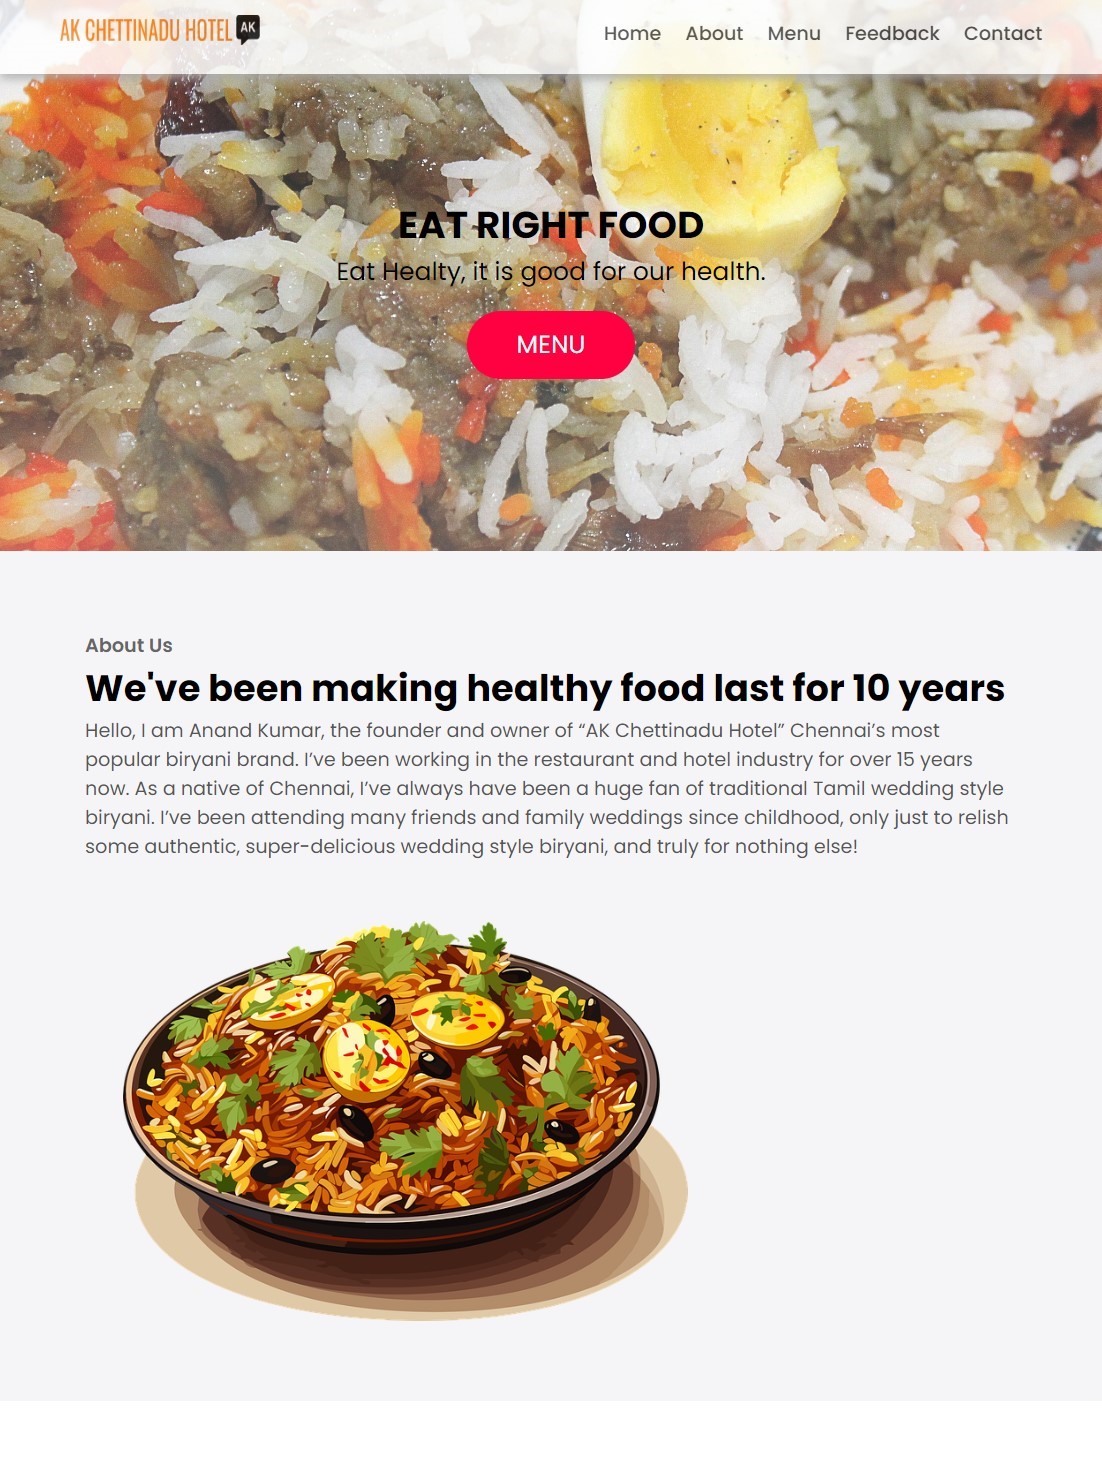 AK CHETTINADU HOTEL AK
Home About Menu Feedback Contact
EAT RIGHT FOOD
Eat Healty, it is good for our health.
MENU
About Us
We've been making healthy food last for 10 years
Hello, I am Anand Kumar, the founder and owner of “AK Chettinadu Hotel” Chennai’s most
popular biryani brand. I’ve been working in the restaurant and hotel industry for over 15 years
now. As a native of Chennai, I’ve always have been a huge fan of traditional Tamil wedding style
biryani. I’ve been attending many friends and family weddings since childhood, only just to relish
some authentic, super-delicious wedding style biryani, and truly for nothing else!